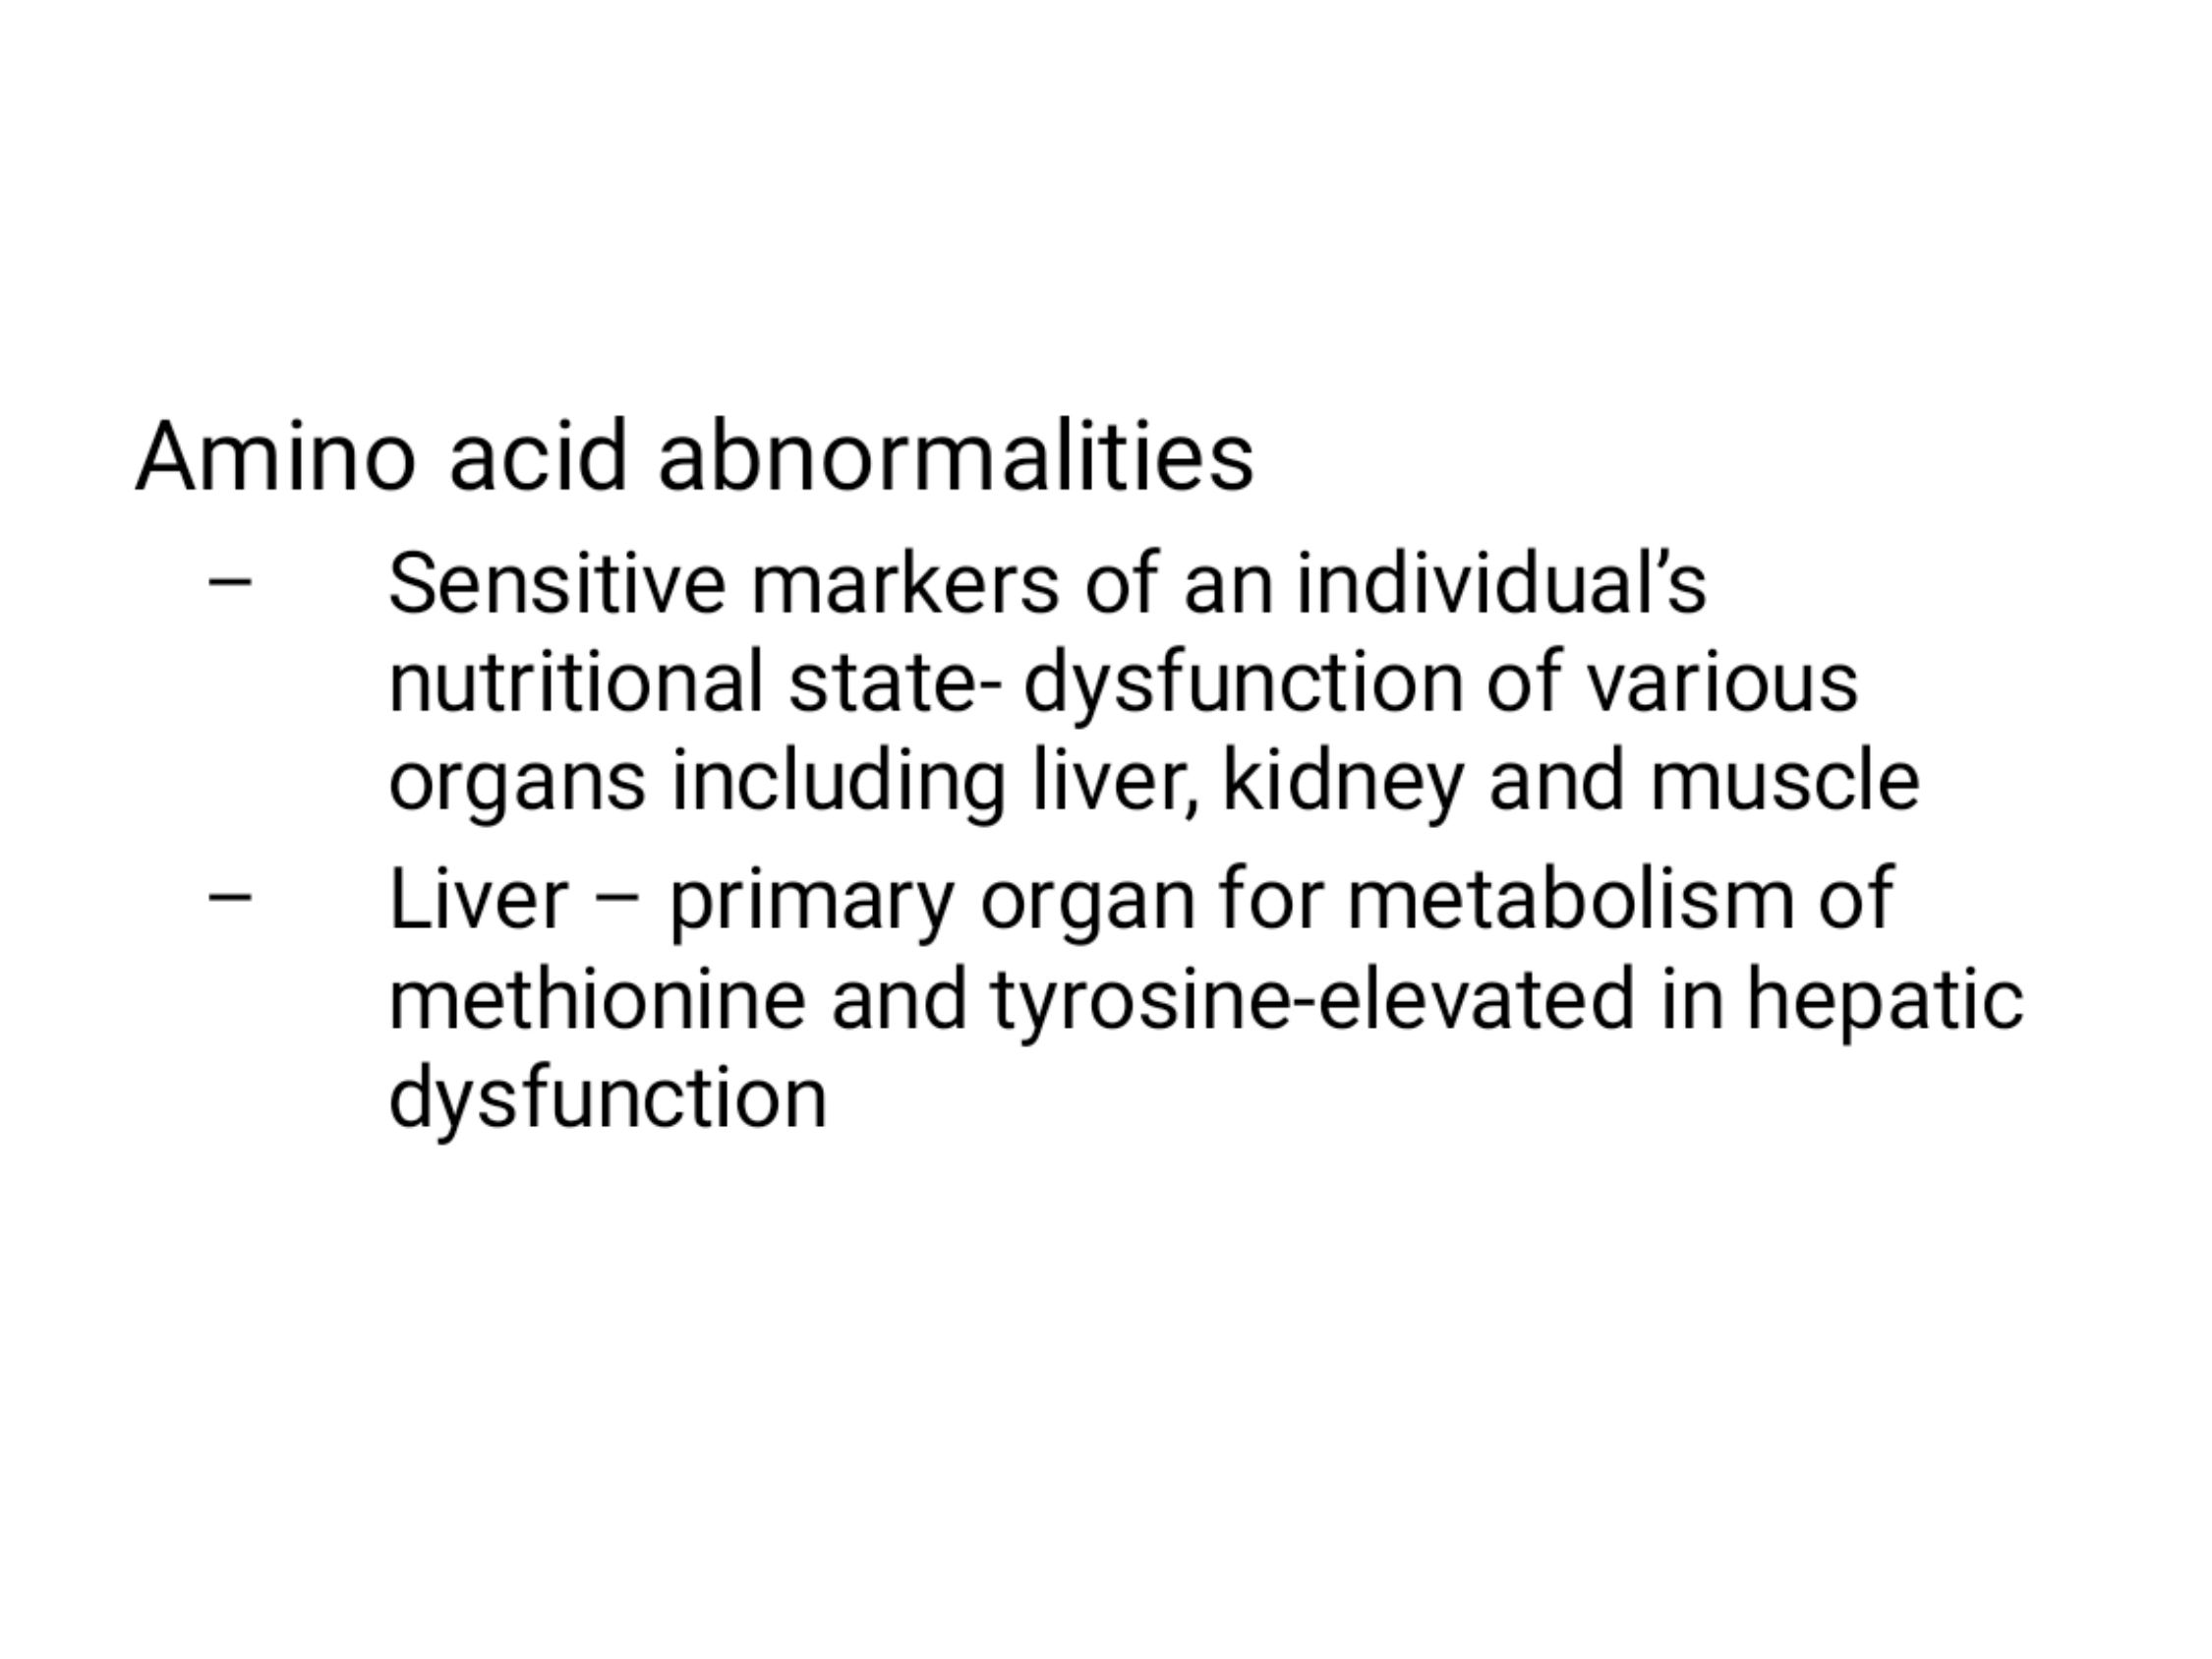 Amino acid abnormalities
– Sensitive markers of an individual’s
nutritional state- dysfunction of various
organs including liver, kidney and muscle
– Liver – primary organ for metabolism of
methionine and tyrosine-elevated in hepatic
dysfunction